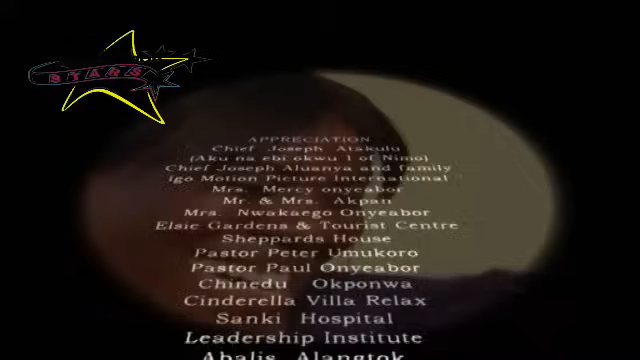 STARS
APPRECIATION
Chief Joseph Atakulu
(Aku na ebi okwu 1 of Nimo)
Chief Joseph Aluanya and family
igo Motion Picture International
Mrs. Mercy onyeabor
Mr. & Mrs. Akpan
Mrs. Nwakaego Onyeabor
Elsie Gardens & Tourist Centre
Sheppards House
Pastor Peter Umukoro
Pastor Paul Onyeabor
Chinedu Okponwa
Cinderella Villa Relax
Sanki Hospital
Leadership Institute
Abalis Alangtok